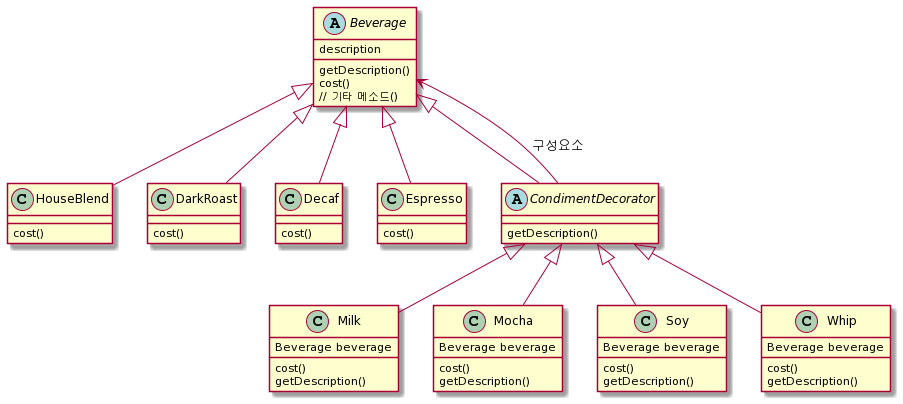 A Beverage
description
getDescription()
cost()
// 기타 메소드()
구성요소
C HouseBlend
cost()
C DarkRoast
cost()
C Decaf
cost()
C Espresso
cost()
A CondimentDecorator
getDescription()
C Milk
Beverage beverage
cost()
getDescription()
C Mocha
Beverage beverage
cost()
getDescription()
C Soy
Beverage beverage
cost()
getDescription()
C Whip
Beverage beverage
cost()
getDescription()